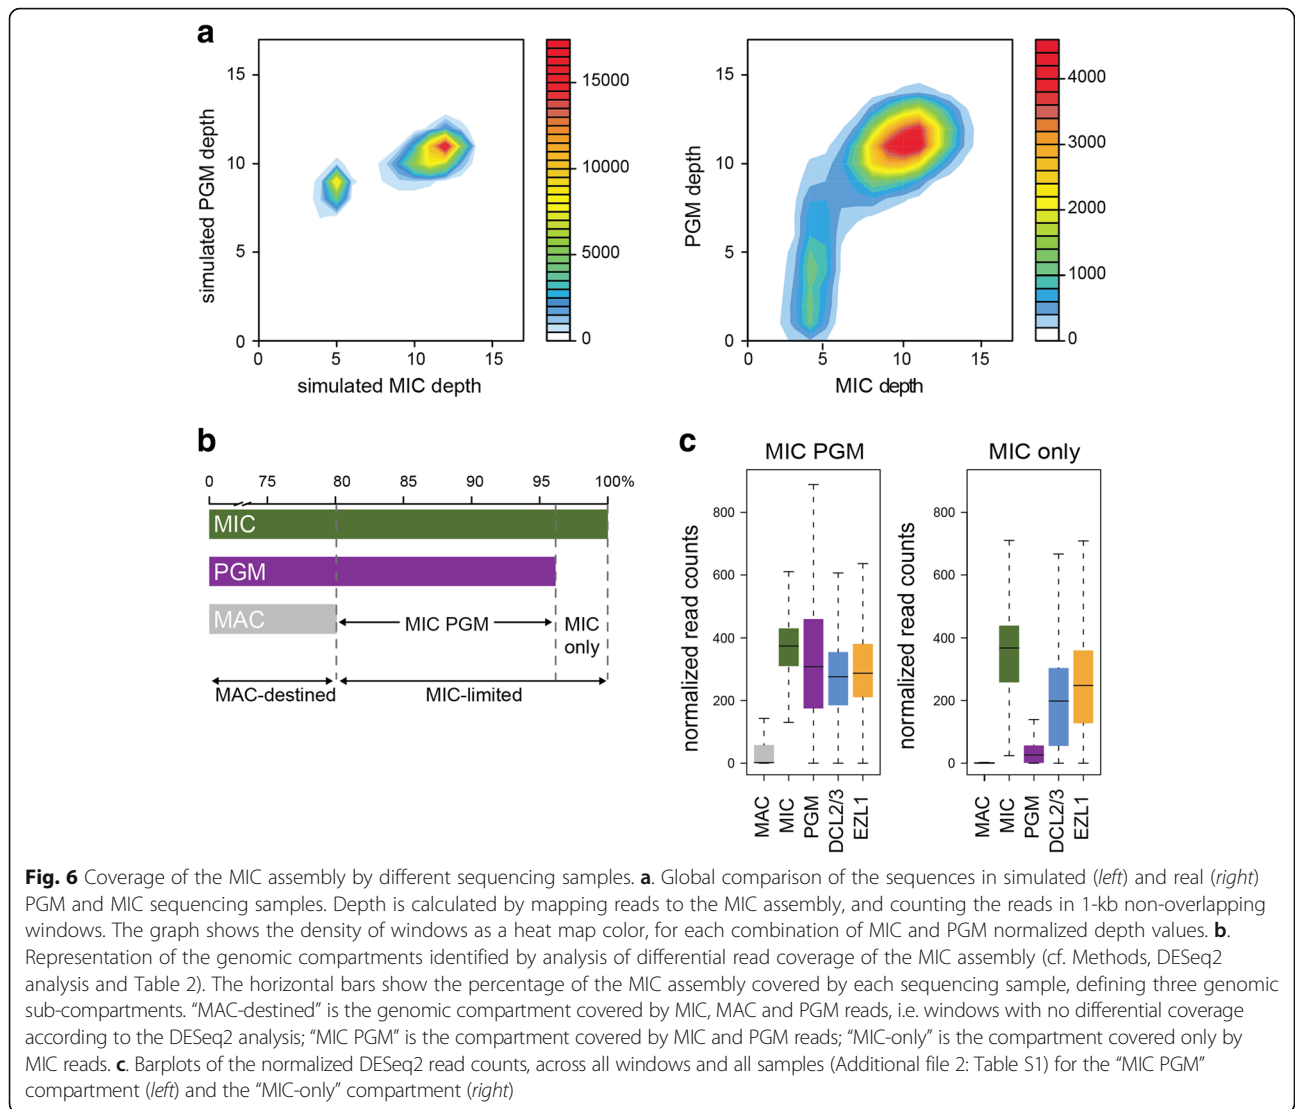 a
simulated PGM depth
15
10
5
0
0 5 10 15
simulated MIC depth
15000
10000
5000
0
PGM depth
15
10
5
0
0 5 10 15
MIC depth
4000
3000
2000
1000
0
b
0 75 80 85 90 95 100%
MIC
PGM
MAC
MIC PGM
MIC
only
MAC-destined
MIC-limited
c
MIC PGM
normalized read counts
800
600
400
200
0
MAC
MIC
PGM
DCL2/3
EZL1
MIC only
normalized read counts
800
600
400
200
0
MAC
MIC
PGM
DCL2/3
EZL1
Fig. 6 Coverage of the MIC assembly by different sequencing samples. a. Global comparison of the sequences in simulated (left) and real (right)
PGM and MIC sequencing samples. Depth is calculated by mapping reads to the MIC assembly, and counting the reads in 1-kb non-overlapping
windows. The graph shows the density of windows as a heat map color, for each combination of MIC and PGM normalized depth values. b.
Representation of the genomic compartments identified by analysis of differential read coverage of the MIC assembly (cf. Methods, DESeq2
analysis and Table 2). The horizontal bars show the percentage of the MIC assembly covered by each sequencing sample, defining three genomic
sub-compartments. “MAC-destined” is the genomic compartment covered by MIC, MAC and PGM reads, i.e. windows with no differential coverage
according to the DESeq2 analysis; “MIC PGM” is the compartment covered by MIC and PGM reads; “MIC-only” is the compartment covered only by
MIC reads. c. Barplots of the normalized DESeq2 read counts, across all windows and all samples (Additional file 2: Table S1) for the “MIC PGM”
compartment (left) and the “MIC-only” compartment (right)